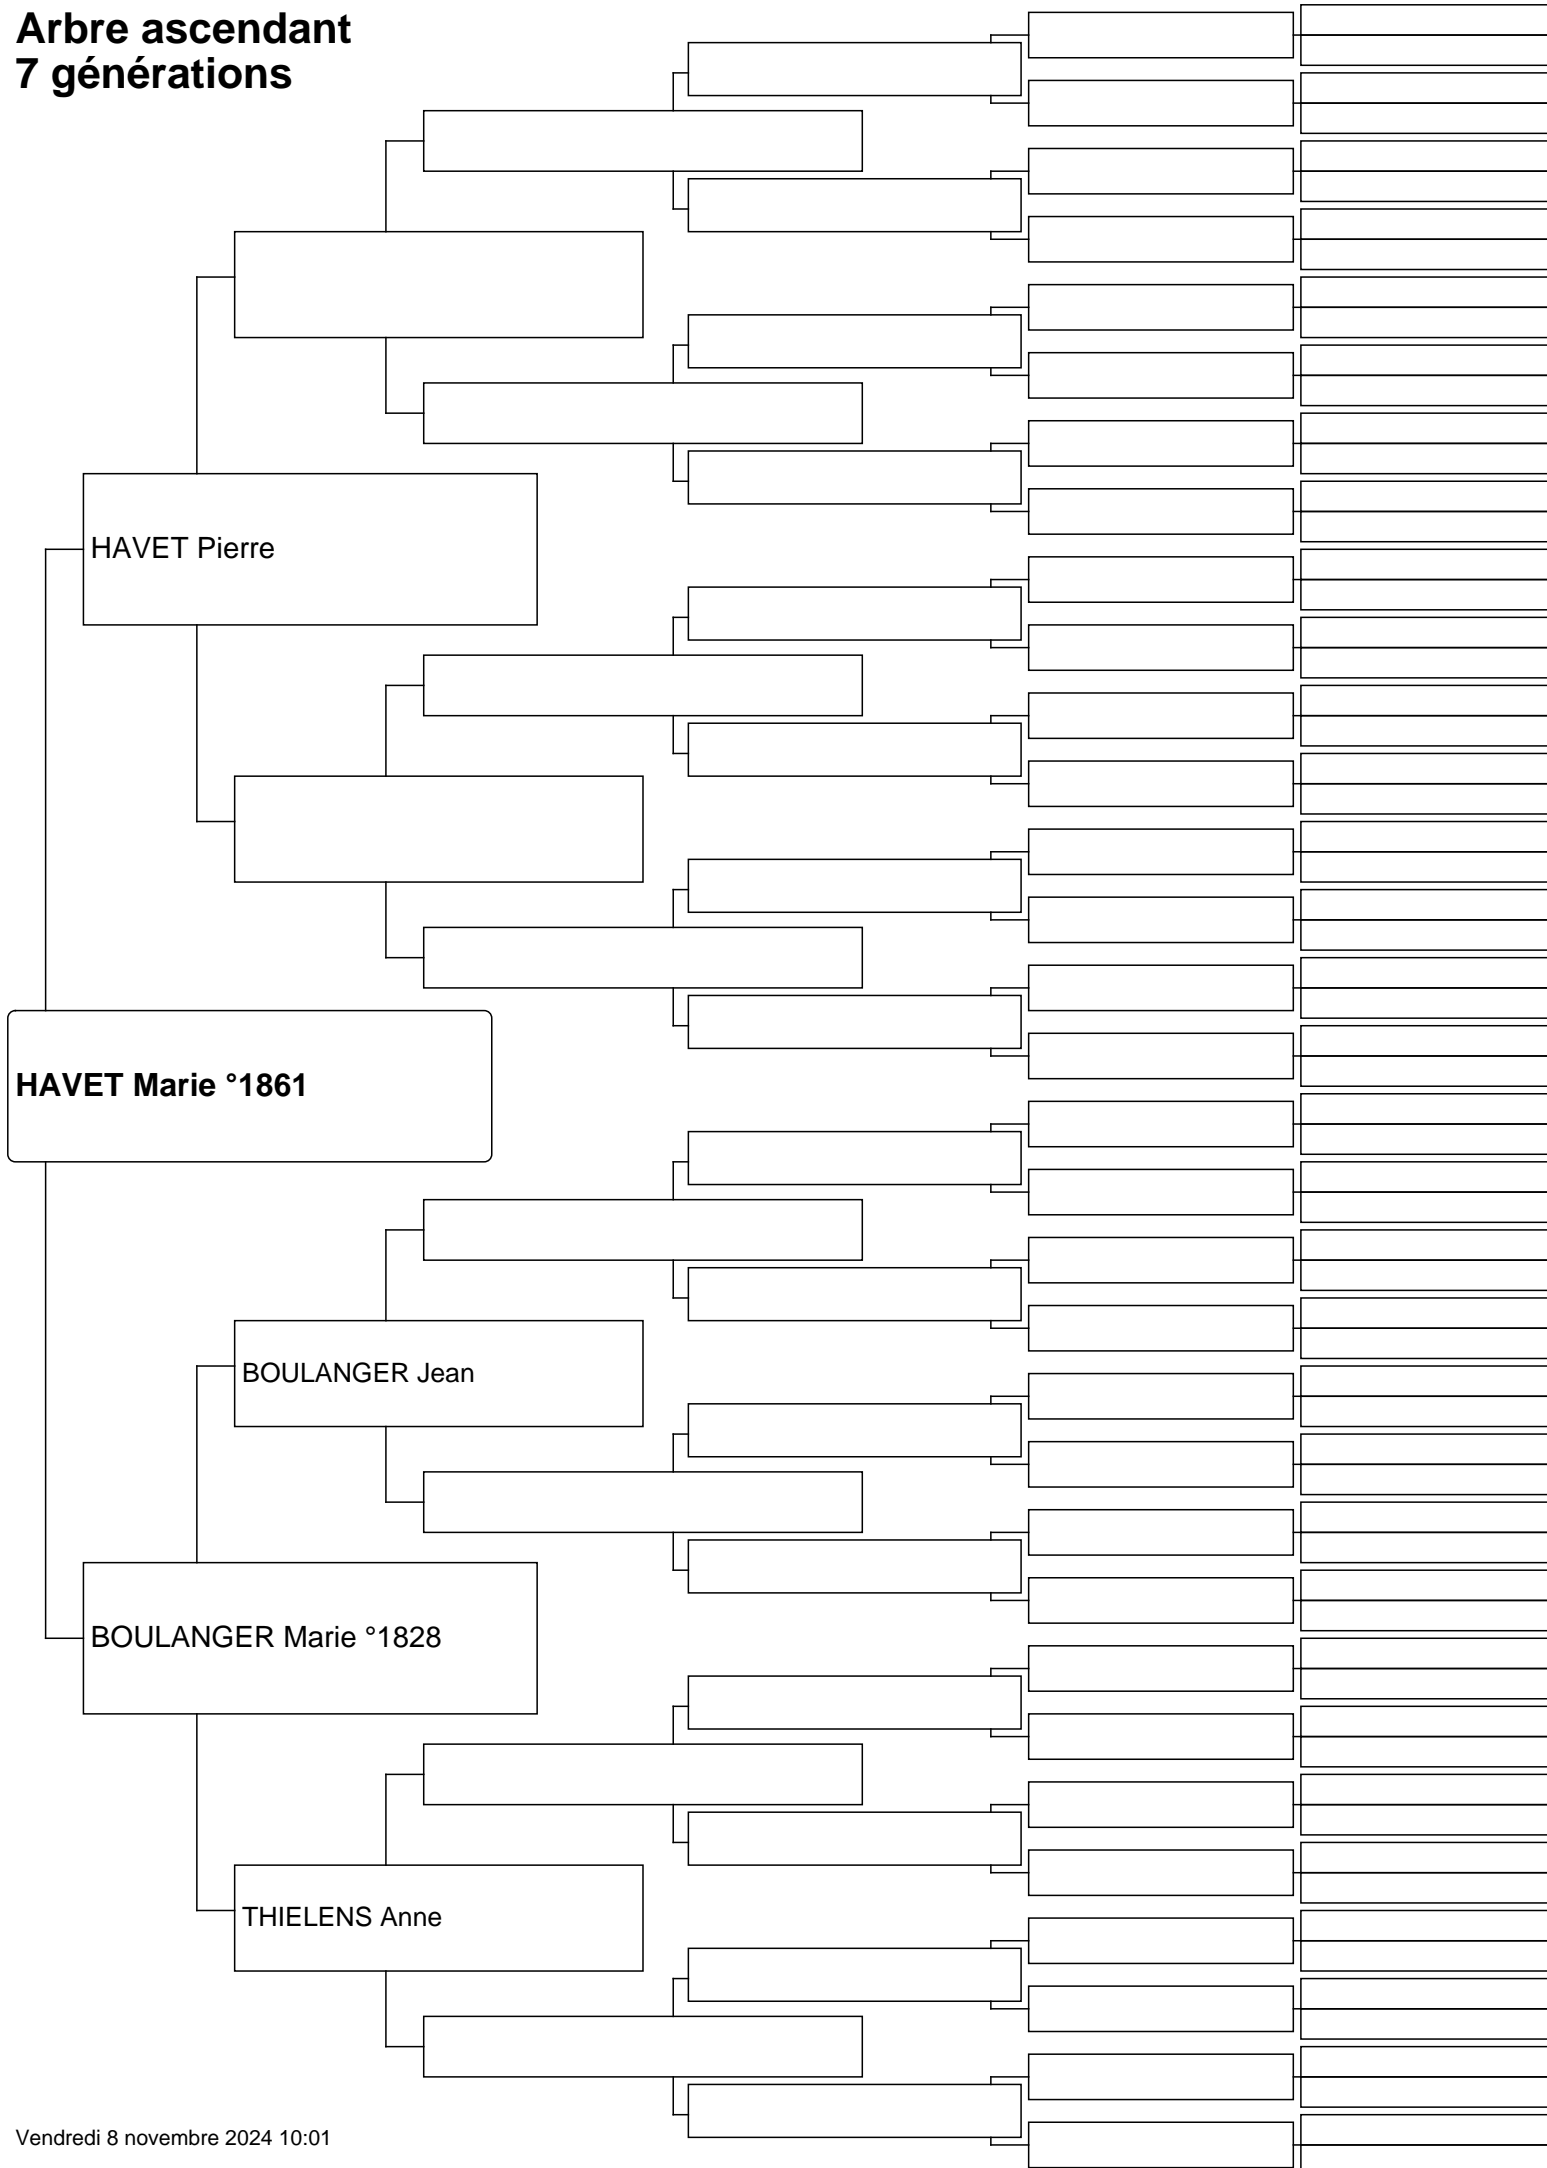 Arbre ascendant
7 générations
HAVET Pierre
HAVET Marie °1861
BOULANGER Jean
BOULANGER Marie °1828
THIELENS Anne
Vendredi 8 novembre 2024 10:01